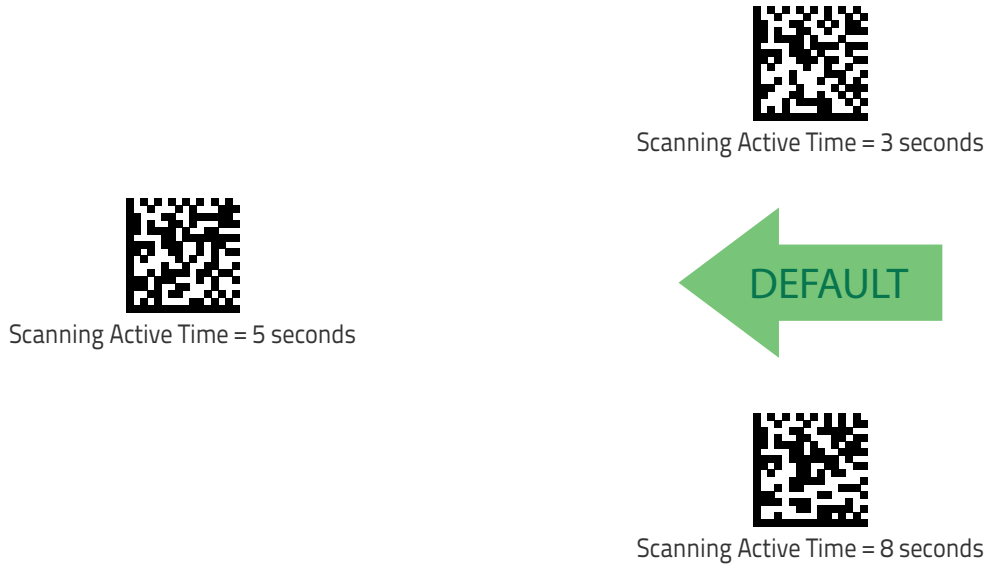 Scanning Active Time = 3 seconds
DEFAULT
Scanning Active Time = 5 seconds
Scanning Active Time = 8 seconds